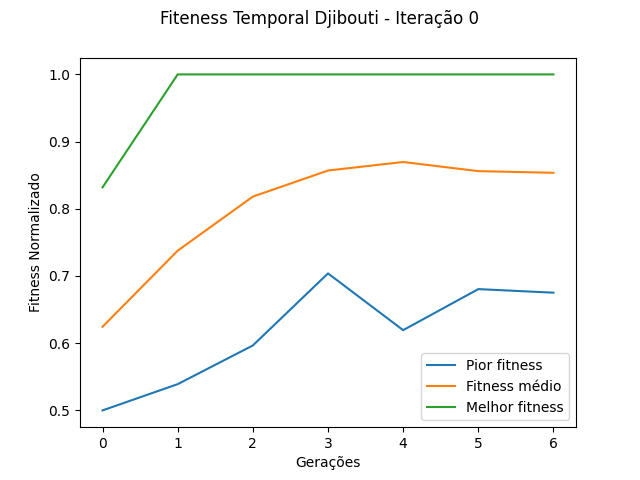 Fiteness Temporal Djibouti - Iteração 0
Fitness Normalizado
1.0
0.9
0.8
0.7
0.6
0.5
0 1 2 3 4 5 6
Gerações
Pior fitness
Fitness médio
Melhor fitness